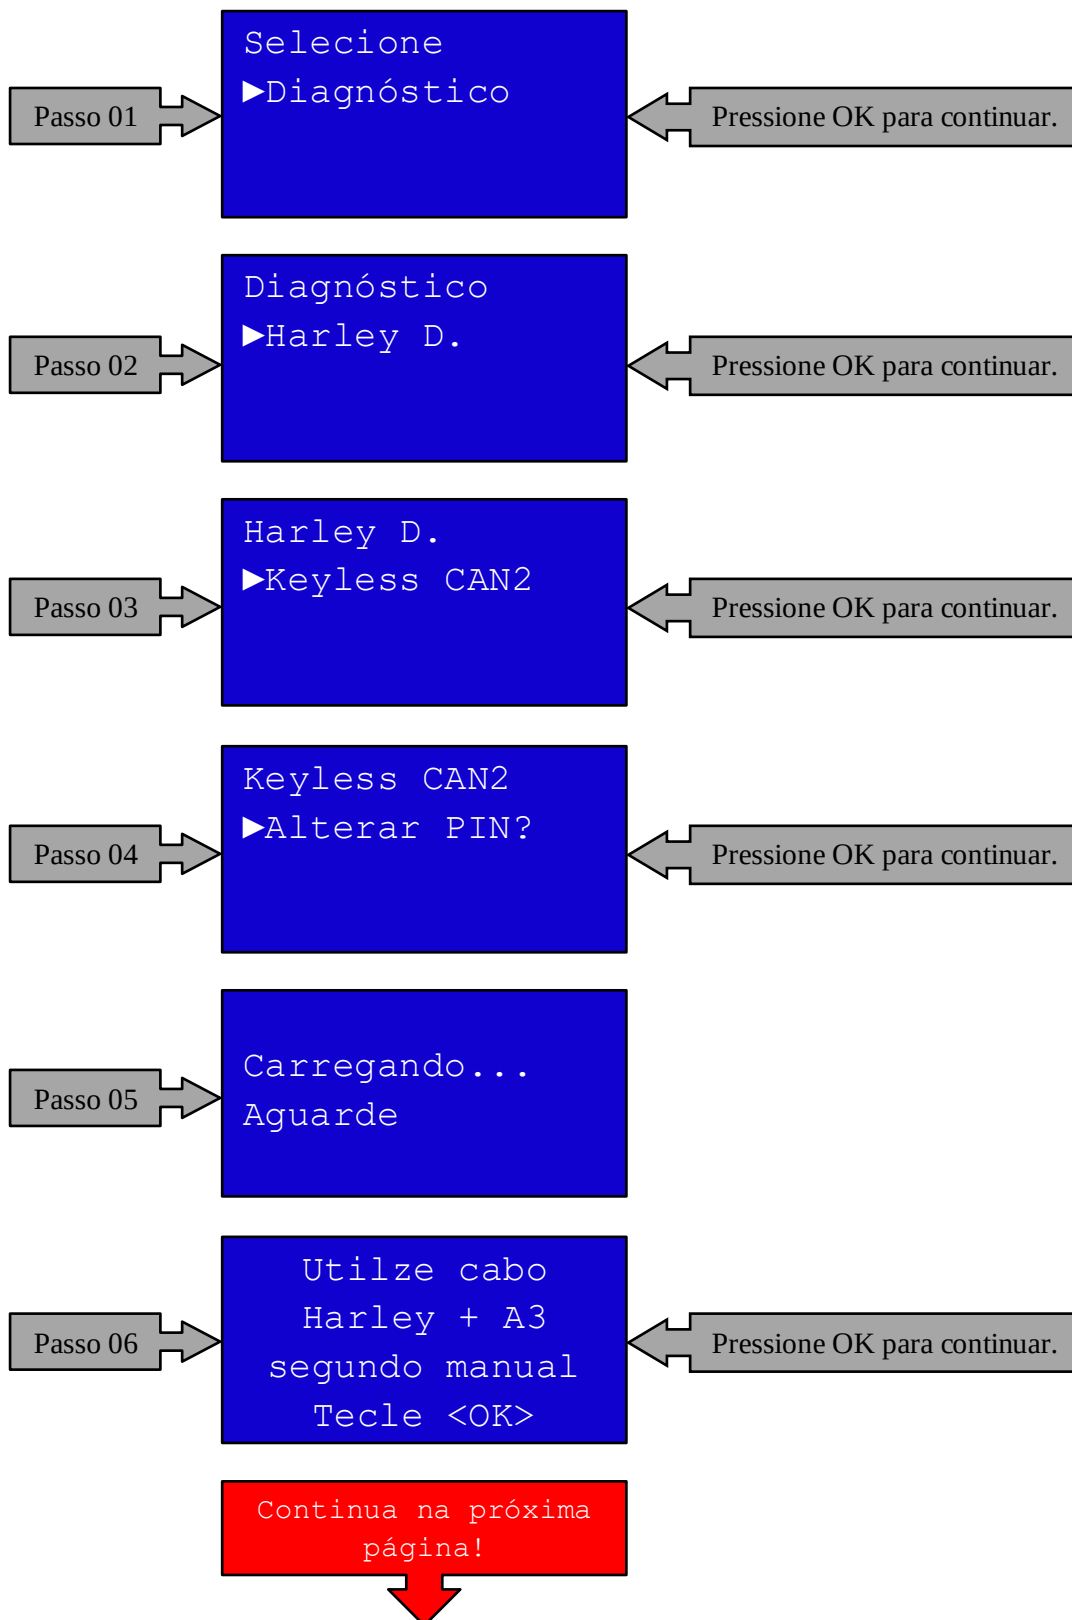 Selecione
►Diagnóstico
Passo 01
Pressione OK para continuar.
Diagnóstico
►Harley D.
Passo 02
Pressione OK para continuar.
Harley D.
►Keyless CAN2
Passo 03
Pressione OK para continuar.
Keyless CAN2
►Alterar PIN?
Passo 04
Pressione OK para continuar.
Carregando...
Aguarde
Passo 05
Utilze cabo
Harley + A3
segundo manual
Tecle <OK>
Passo 06
Pressione OK para continuar.
Continua na próxima
página!